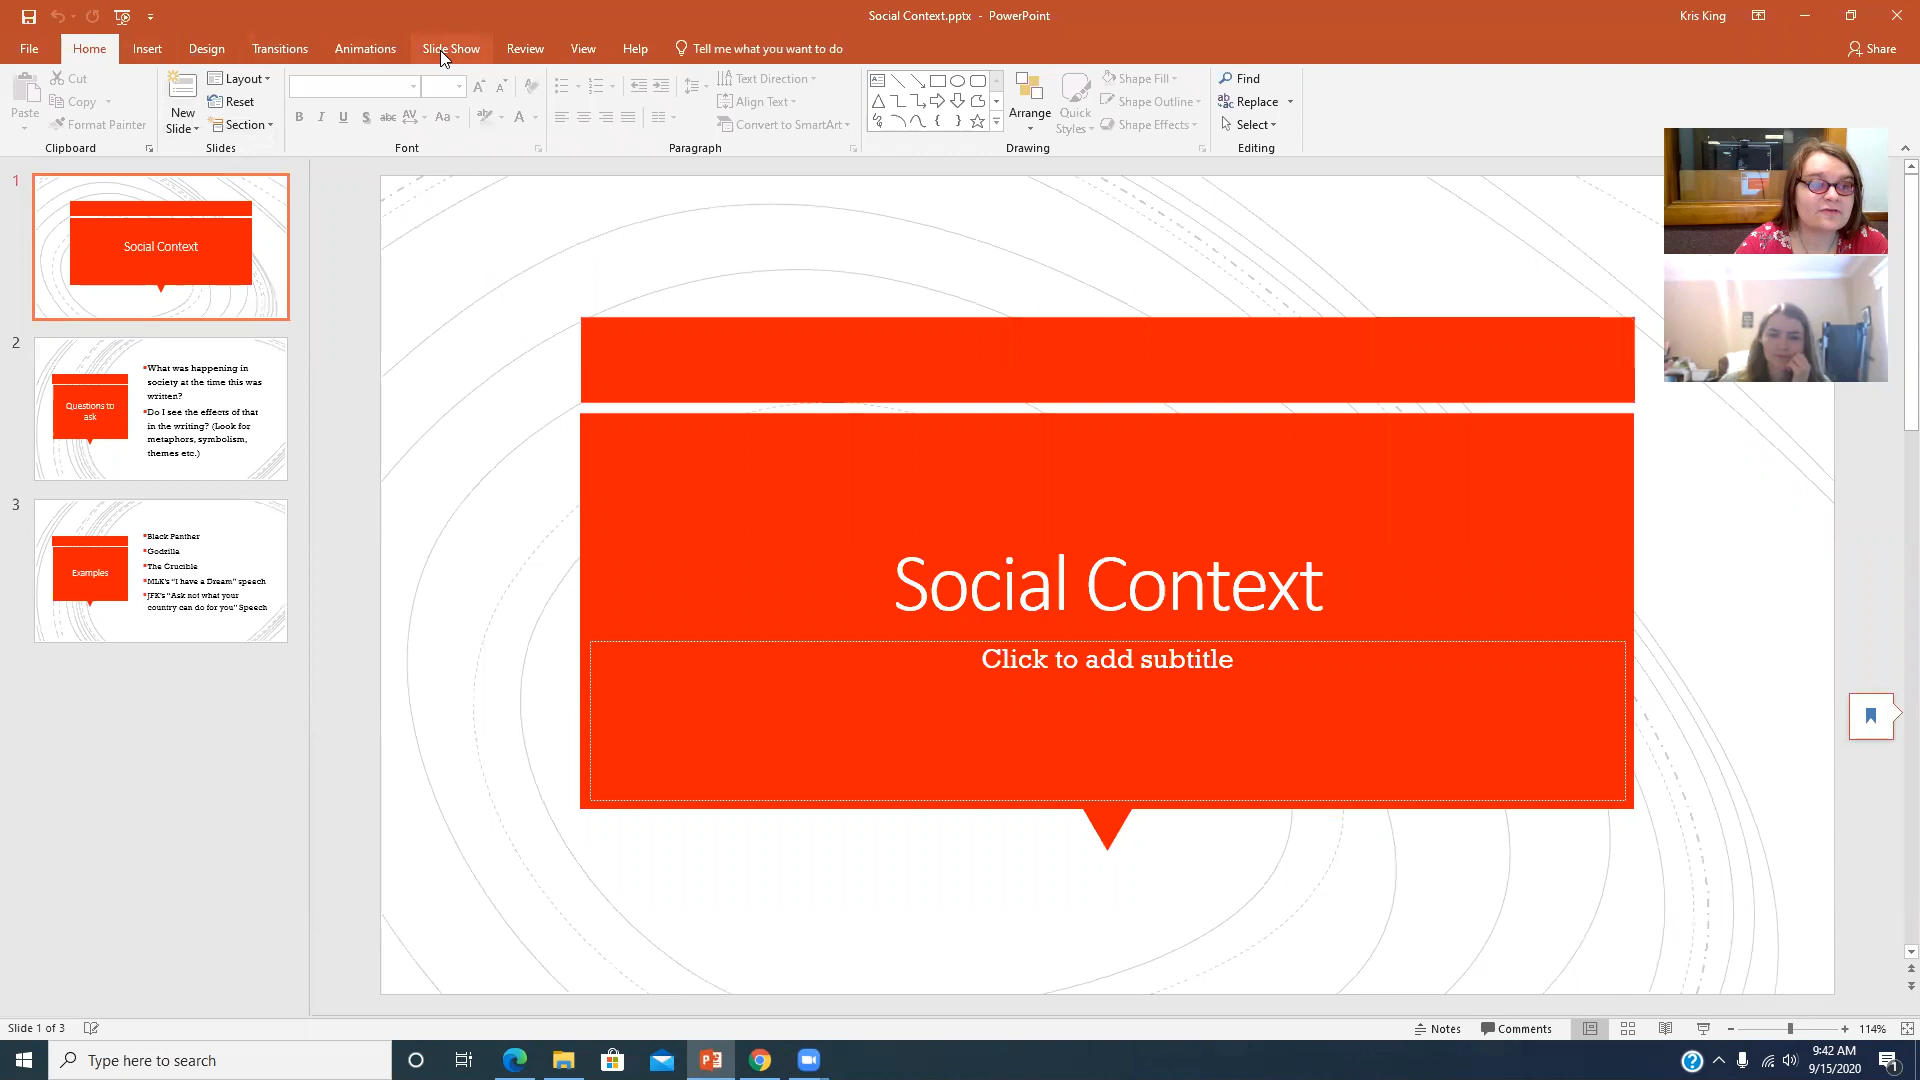 Social Context.pptx - PowerPoint
Kris King
File Home Insert Design Transitions Animations Slide Show Review View Help Tell me what you want to do
Share
Paste
Cut
Copy
Format Painter
Clipboard
New
Slide
Layout
Reset
Section
Slides
B I U S abc AV Aa A
Font
Text Direction
Align Text
Convert to SmartArt
Paragraph
Arrange
Quick
Styles
Shape Fill
Shape Outline
Shape Effects
Drawing
Find
Replace
Select
Editing
1
Social Context
2
Questions to
ask
What was happening in
society at the time this was
written?
Do I see the effects of that
in the writing? (Look for
metaphors, symbolism,
themes etc.)
3
Examples
Black Panther
Godzilla
The Crucible
MLK's "I have a Dream" speech
JFK's "Ask not what your
country can do for you" Speech
Social Context
Click to add subtitle
Slide 1 of 3
Notes
Comments
114%
Type here to search
9:42 AM
9/15/2020
1